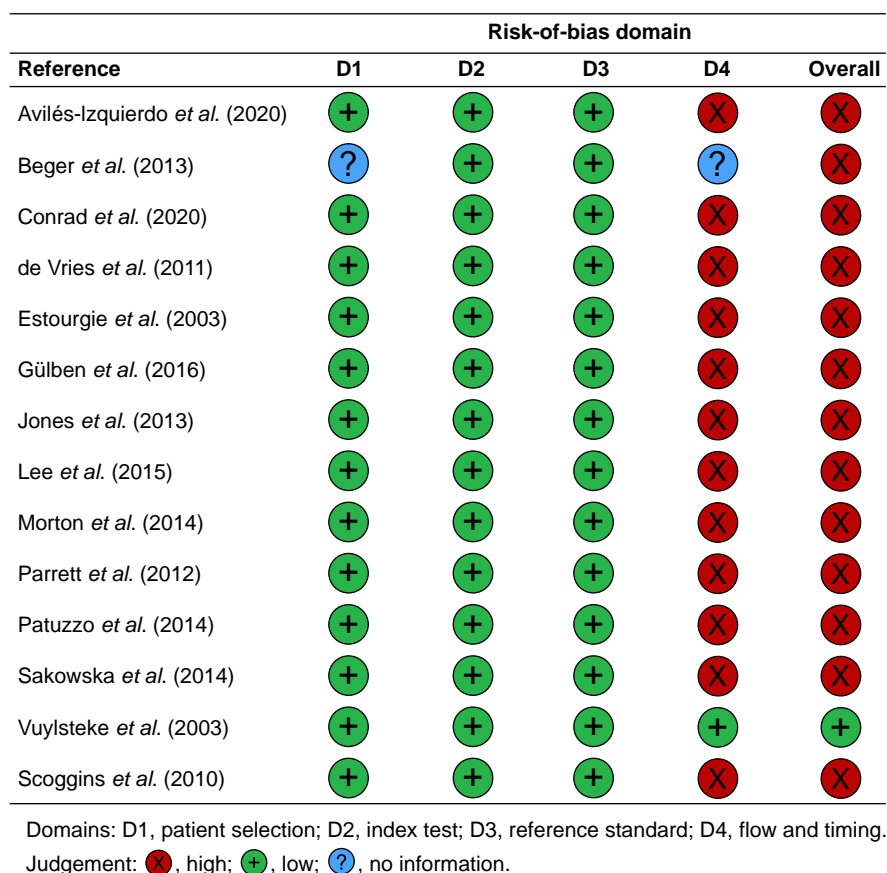 Risk-of-bias domain
Reference D1 D2 D3 D4 Overall
Avilés-Izquierdo et al. (2020) + + + X X
Beger et al. (2013) ? + + ? X
Conrad et al. (2020) + + + X X
de Vries et al. (2011) + + + X X
Estourgie et al. (2003) + + + X X
Gülben et al. (2016) + + + X X
Jones et al. (2013) + + + X X
Lee et al. (2015) + + + X X
Morton et al. (2014) + + + X X
Parrett et al. (2012) + + + X X
Patuzzo et al. (2014) + + + X X
Sakowska et al. (2014) + + + X X
Vuylsteke et al. (2003) + + + + +
Scoggins et al. (2010) + + + X X
Domains: D1, patient selection; D2, index test; D3, reference standard; D4, flow and timing.
Judgement: X, high; +, low; ?, no information.